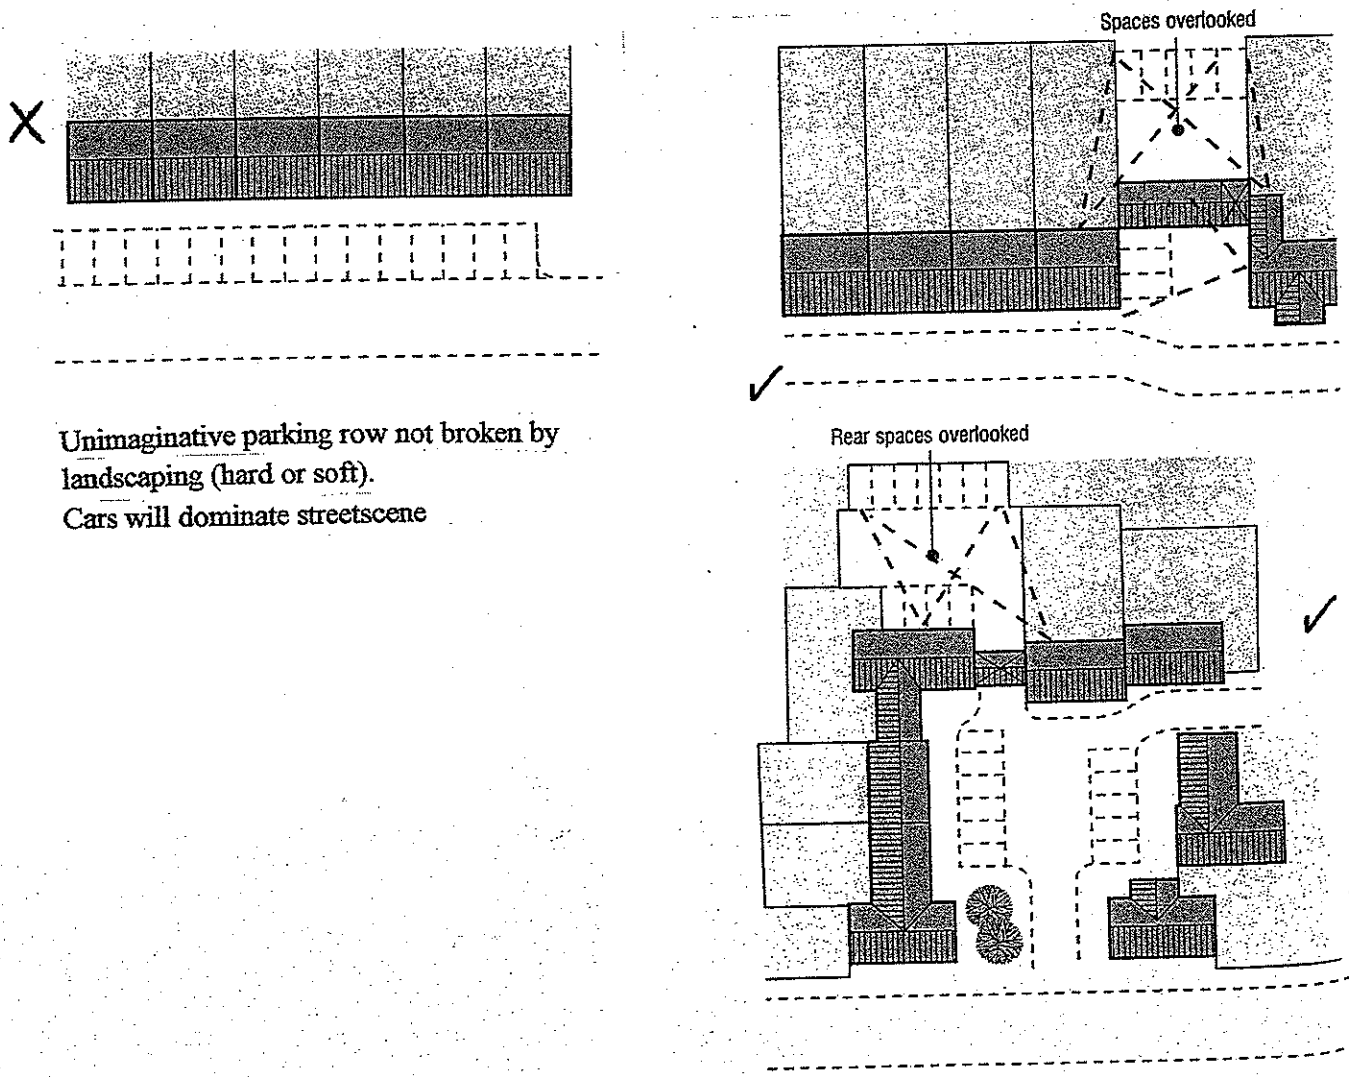 Spaces overlooked
X
✓
Unimaginative parking row not broken by
landscaping (hard or soft).
Cars will dominate streetscene
Rear spaces overlooked
✓